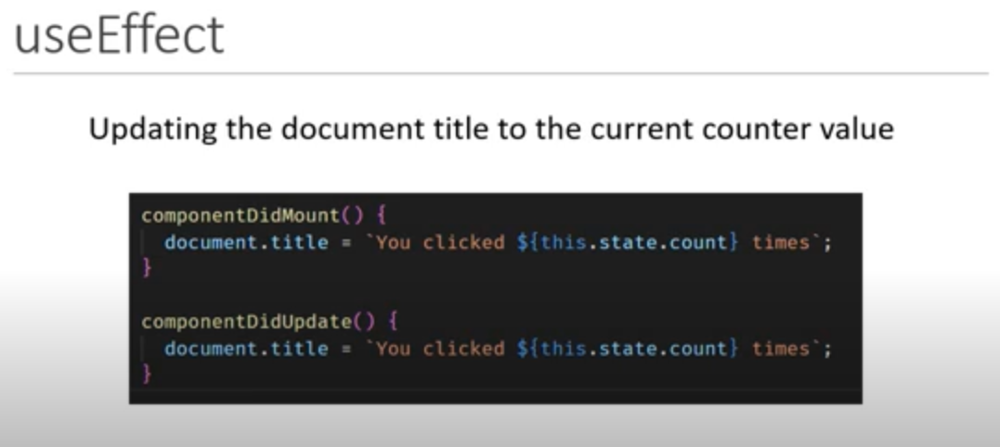 useEffect
Updating the document title to the current counter value
componentDidMount() {
document.title = `You clicked ${this.state.count} times`;
}
componentDidUpdate() {
document.title = `You clicked ${this.state.count} times`;
}